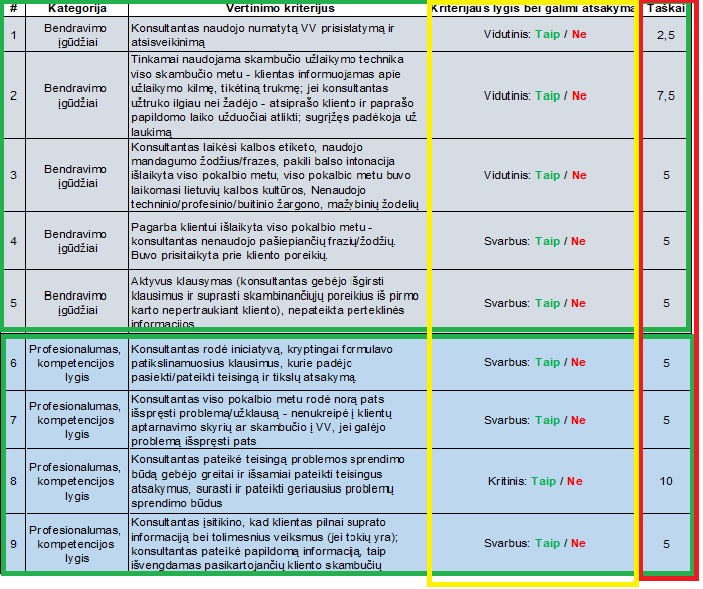 # Kategorija Vertinimo kriterijus Kriterijaus lygis bei galimi atsakymai Taškai
1 Bendravimo įgūdžiai Konsultantas naudojo numatytą VV prisistatymą ir
atsisveikinimą Vidutinis: Taip / Ne 2,5
2 Bendravimo įgūdžiai Tinkamai naudojama skambučio užlaikymo technika
viso skambučio metu - klientas informuojamas apie
užlaikymo kilmę, tikėtiną trukmę; jei konsultantas
užtruko ilgiau nei žadėjo - atsiprašo kliento ir paprašo
papildomo laiko užduočiai atlikti; sugrįžęs padėkoja už
laukimą Vidutinis: Taip / Ne 7,5
3 Bendravimo įgūdžiai Konsultantas laikėsi kalbos etiketo, naudojo
mandagumo žodžius/frazes, pakili balso intonacija
išlaikyta viso pokalbio metu, viso pokalbio metu buvo
laikomasi lietuvių kalbos kultūros, Nenaudojo
techninio/profesinio/buitinio žargono, mažybinių žodelių Vidutinis: Taip / Ne 5
4 Bendravimo įgūdžiai Pagarba klientui išlaikyta viso pokalbio metu -
konsultantas nenaudojo pašiepiančių frazių/žodžių.
Buvo prisitaikyta prie kliento poreikių. Svarbus: Taip / Ne 5
5 Bendravimo įgūdžiai Aktyvus klausymas (konsultantas gebėjo išgirsti
klausimus ir suprasti skambinančiųjų poreikius iš pirmo
karto nepertraukiant kliento), nepateikta perteklinės
informacijos Svarbus: Taip / Ne 5
6 Profesionalumas, kompetencijos lygis Konsultantas rodė iniciatyvą, kryptingai formulavo
patikslinamuosius klausimus, kurie padėjo
pasiekti/pateikti teisingą ir tikslų atsakymą. Svarbus: Taip / Ne 5
7 Profesionalumas, kompetencijos lygis Konsultantas viso pokalbio metu rodė norą pats
išspręsti problemą/užklausą - nenukreipė į klientų
aptarnavimo skyrių ar skambučio į VV, jei galėjo
problemą išspręsti pats Svarbus: Taip / Ne 5
8 Profesionalumas, kompetencijos lygis Konsultantas pateikė teisingą problemos sprendimo
būdą gebėjo greitai ir išsamiai pateikti teisingus
atsakymus, surasti ir pateikti geriausius problemų
sprendimo būdus Kritinis: Taip / Ne 10
9 Profesionalumas, kompetencijos lygis Konsultantas įsitikino, kad klientas pilnai suprato
informaciją bei tolimesnius veiksmus (jei tokių yra);
konsultantas pateikė papildomą informaciją, taip
išvengdamas pasikartojančių kliento skambučių Svarbus: Taip / Ne 5